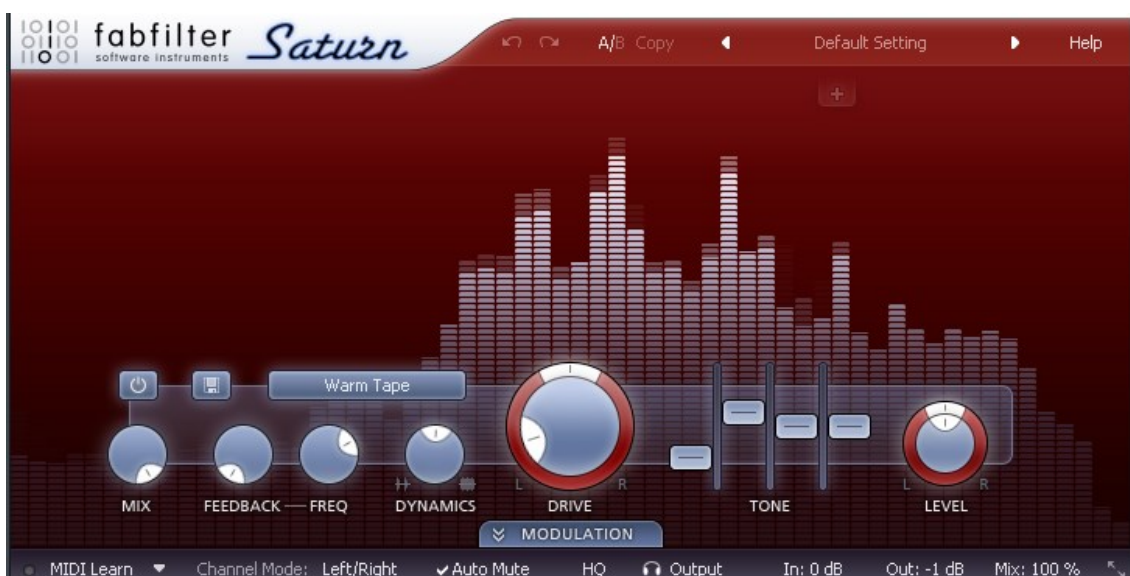 fabfilter
software instruments
Saturn
A/B Copy
Default Setting
Help
+
Warm Tape
L R
L R
MIX
FEEDBACK
FREQ
DYNAMICS
DRIVE
TONE
LEVEL
MODULATION
MIDI Learn
Channel Mode: Left/Right
Auto Mute
HQ
Output
In: 0 dB
Out: -1 dB
Mix: 100 %